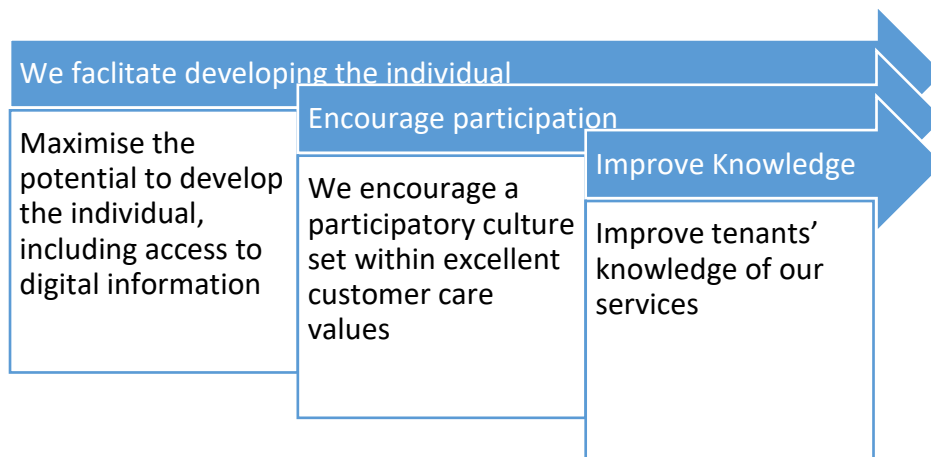 We faclitate developing the individual
Maximise the
potential to develop
the individual,
including access to
digital information
Encourage participation
We encourage a
participatory culture
set within excellent
customer care
values
Improve Knowledge
Improve tenants’
knowledge of our
services